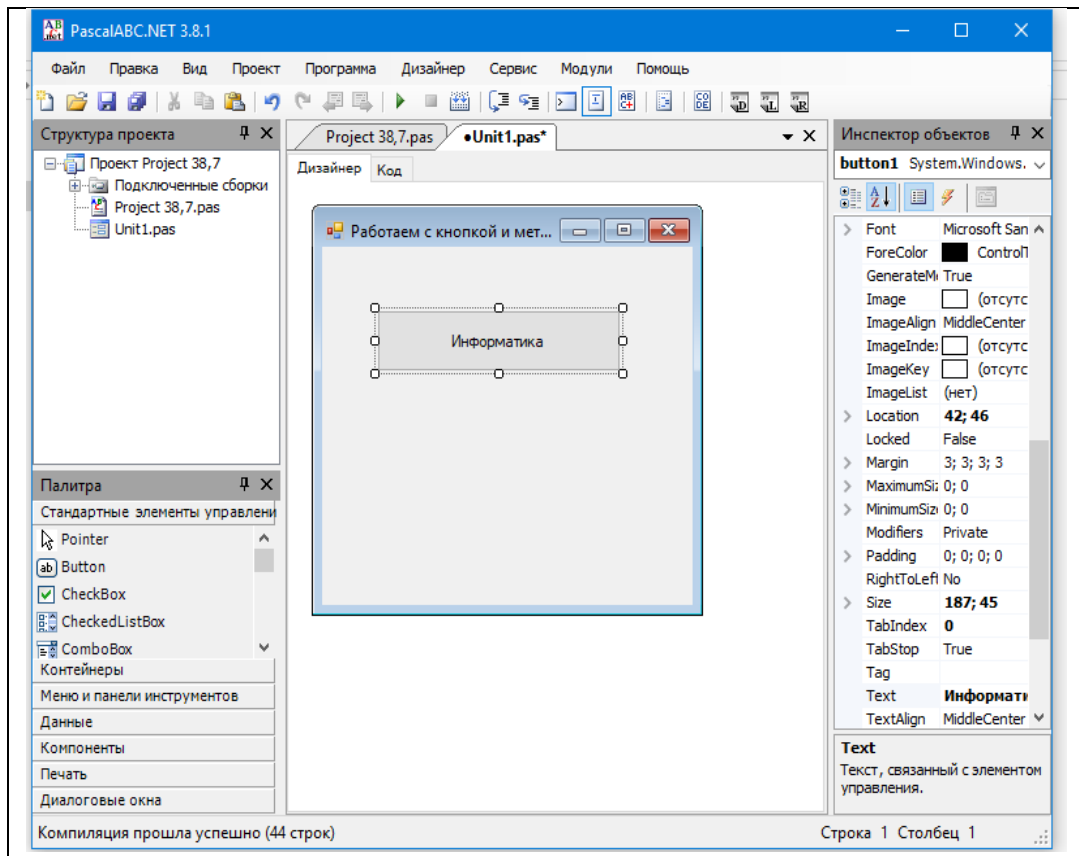 PascalABC.NET 3.8.1
Файл Правка Вид Проект Программа Дизайнер Сервис Модули Помощь
Структура проекта
Проект Project 38,7
Подключенные сборки
Project 38,7.pas
Unit1.pas
Палитра
Стандартные элементы управлени
Pointer
Button
CheckBox
CheckedListBox
ComboBox
Контейнеры
Меню и панели инструментов
Данные
Компоненты
Печать
Диалоговые окна
Project 38,7.pas •Unit1.pas*
Дизайнер Код
Работаем с кнопкой и мет...
Информатика
Инспектор объектов
button1 System.Windows.
Font Microsoft San
ForeColor ControlT
GenerateMe True
Image (отсутс
ImageAlign MiddleCenter
ImageIndex (отсутс
ImageKey (отсутс
ImageList (нет)
Location 42; 46
Locked False
Margin 3; 3; 3; 3
MaximumSiz 0; 0
MinimumSiz 0; 0
Modifiers Private
Padding 0; 0; 0; 0
RightToLeft No
Size 187; 45
TabIndex 0
TabStop True
Tag
Text Информати
TextAlign MiddleCenter
Text
Текст, связанный с элементом
управления.
Компиляция прошла успешно (44 строк) Строка 1 Столбец 1